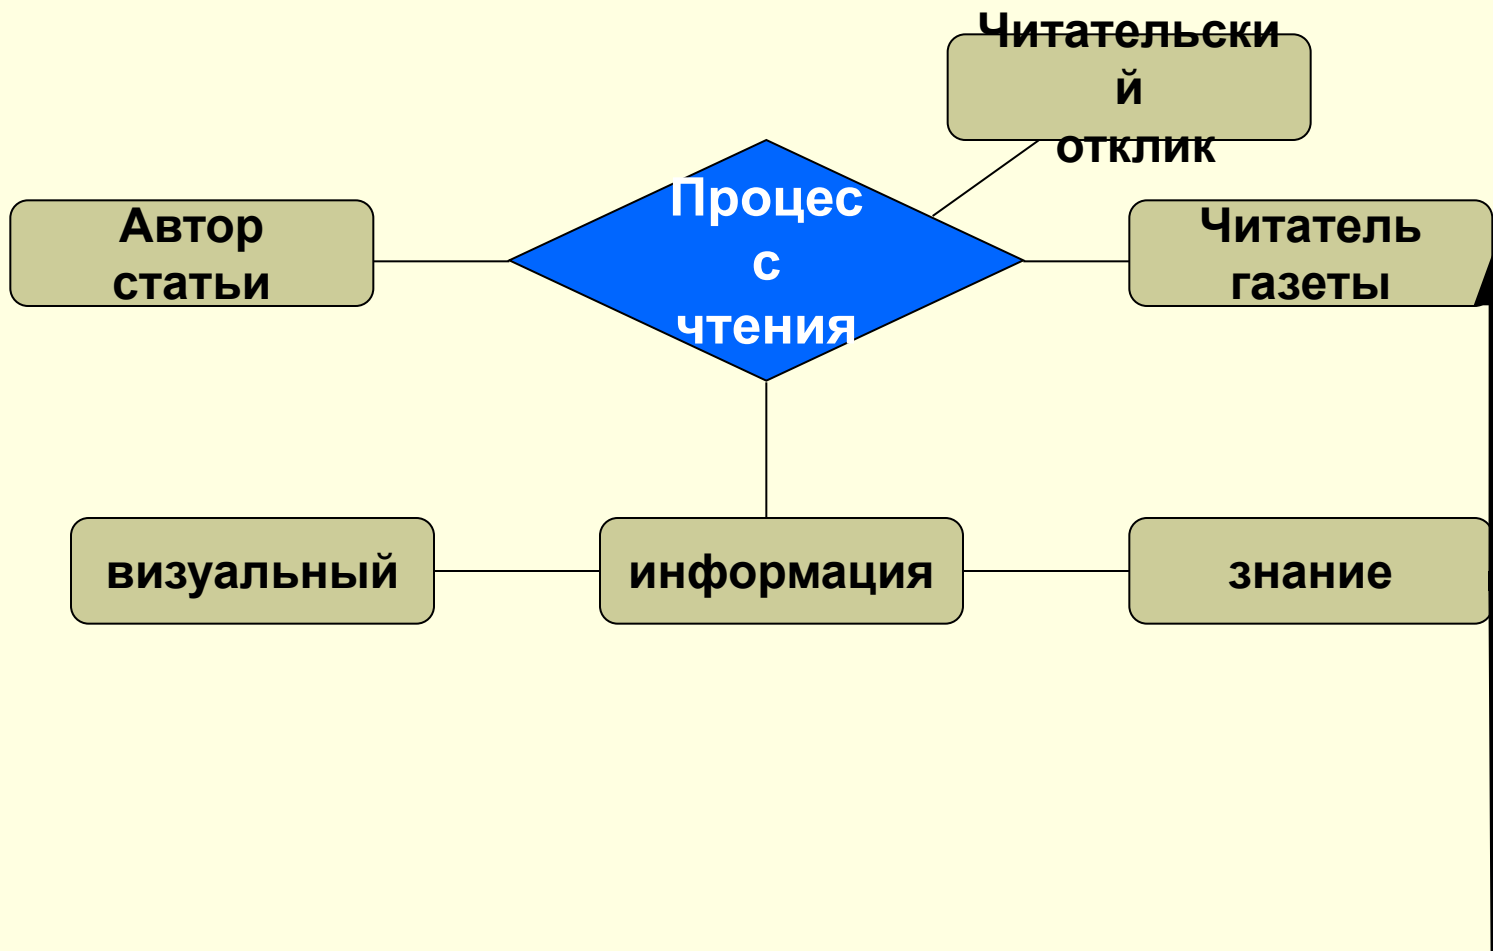 Читательски
й
отклик
Процес
с
чтения
Автор
статьи
Читатель
газеты
визуальный
информация
знание